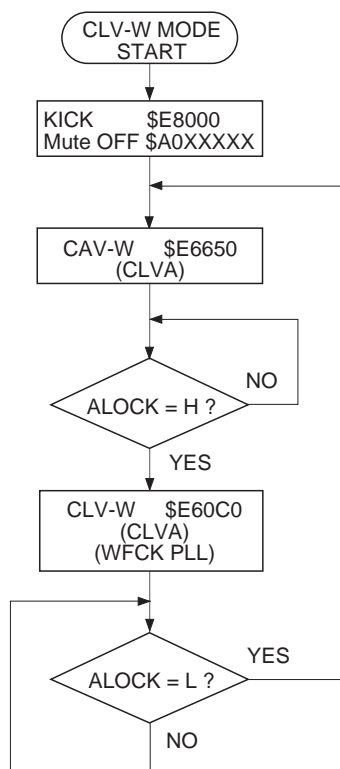 CLV-W MODE
START
KICK $E8000
Mute OFF $A0XXXXX
CAV-W $E6650
(CLVA)
NO
ALOCK = H ?
YES
CLV-W $E60C0
(CLVA)
(WFCK PLL)
YES
ALOCK = L ?
NO